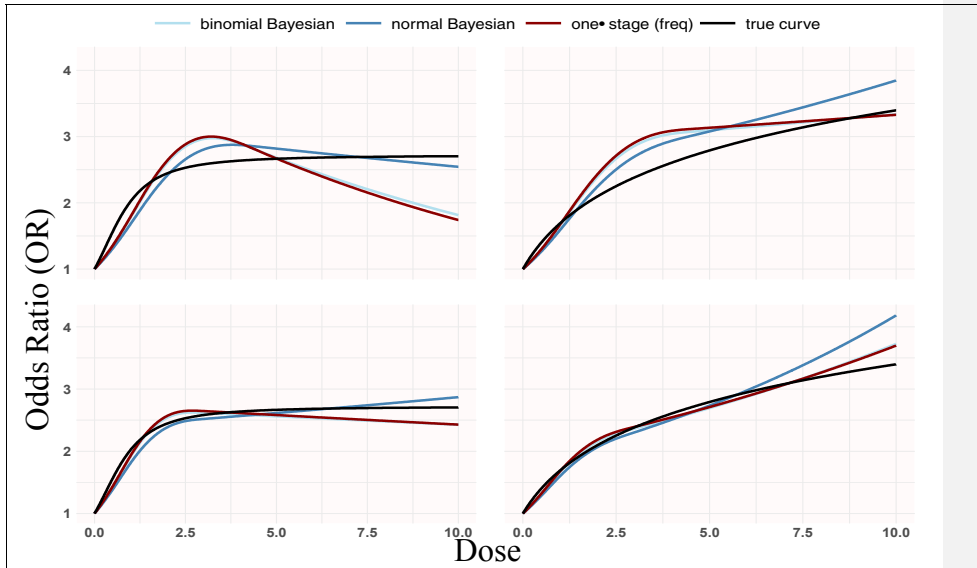 binomial Bayesian normal Bayesian one• stage (freq) true curve
4
3
2
1
4
3
2
1
Odds Ratio (OR)
0.0 2.5 5.0 7.5 10.0 0.0 2.5 5.0 7.5 10.0
Dose